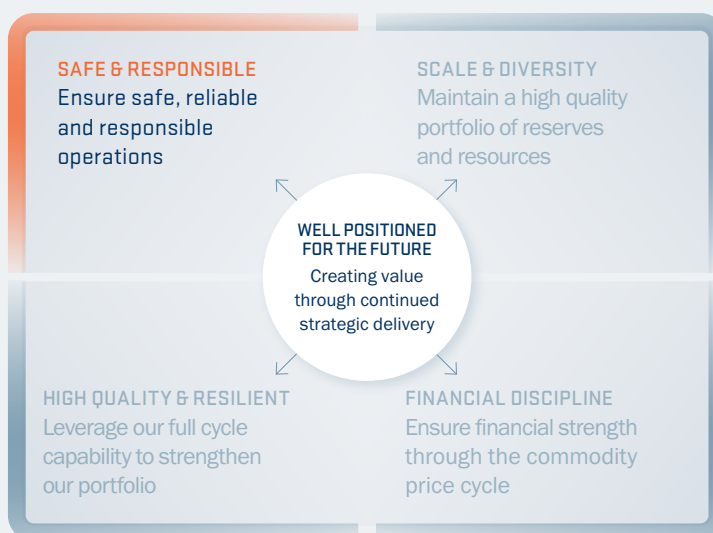 SAFE & RESPONSIBLE
Ensure safe, reliable
and responsible
operations
SCALE & DIVERSITY
Maintain a high quality
portfolio of reserves
and resources
WELL POSITIONED
FOR THE FUTURE
Creating value
through continued
strategic delivery
HIGH QUALITY & RESILIENT
Leverage our full cycle
capability to strengthen
our portfolio
FINANCIAL DISCIPLINE
Ensure financial strength
through the commodity
price cycle